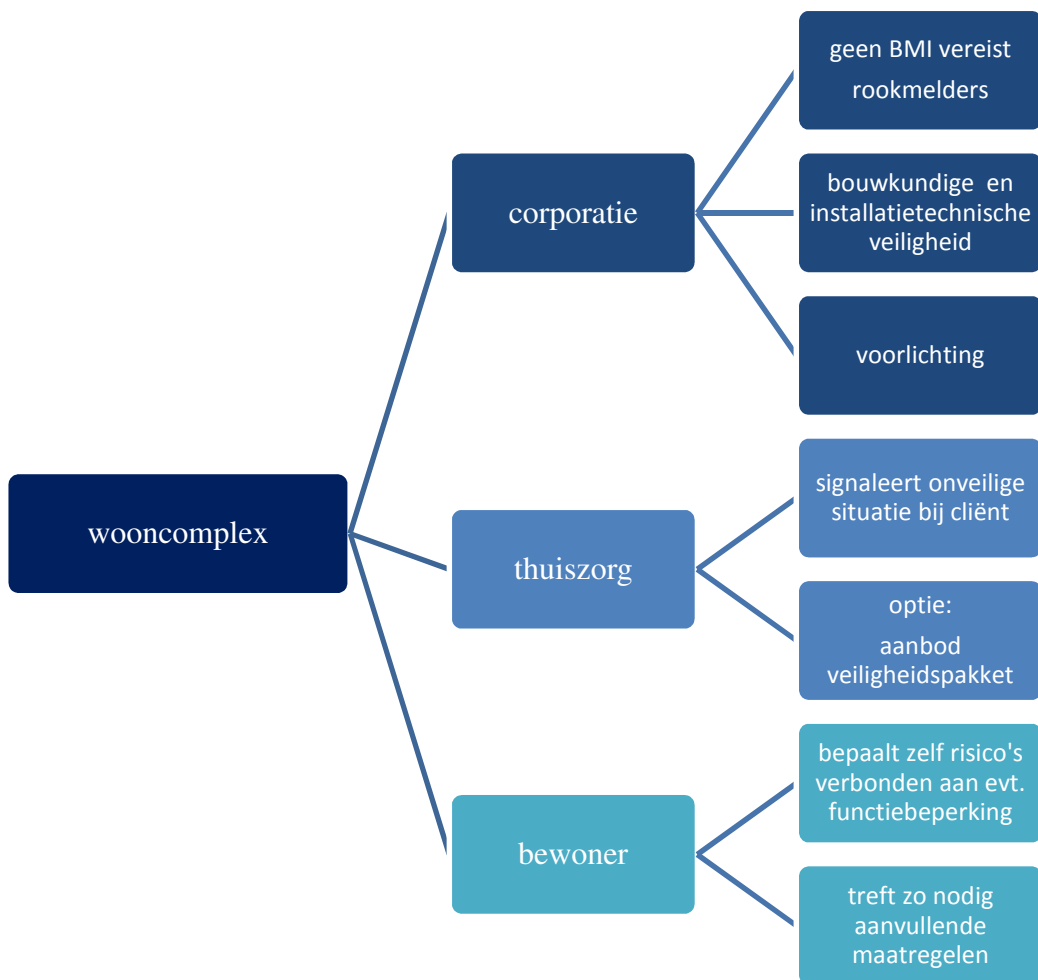 wooncomplex
corporatie
geen BMI vereist
rookmelders
bouwkundige en
installatietechnische
veiligheid
voorlichting
thuiszorg
signaleert onveilige
situatie bij cliënt
optie:
aanbod
veiligheidspakket
bewoner
bepaalt zelf risico's
verbonden aan evt.
functiebeperking
treft zo nodig
aanvullende
maatregelen